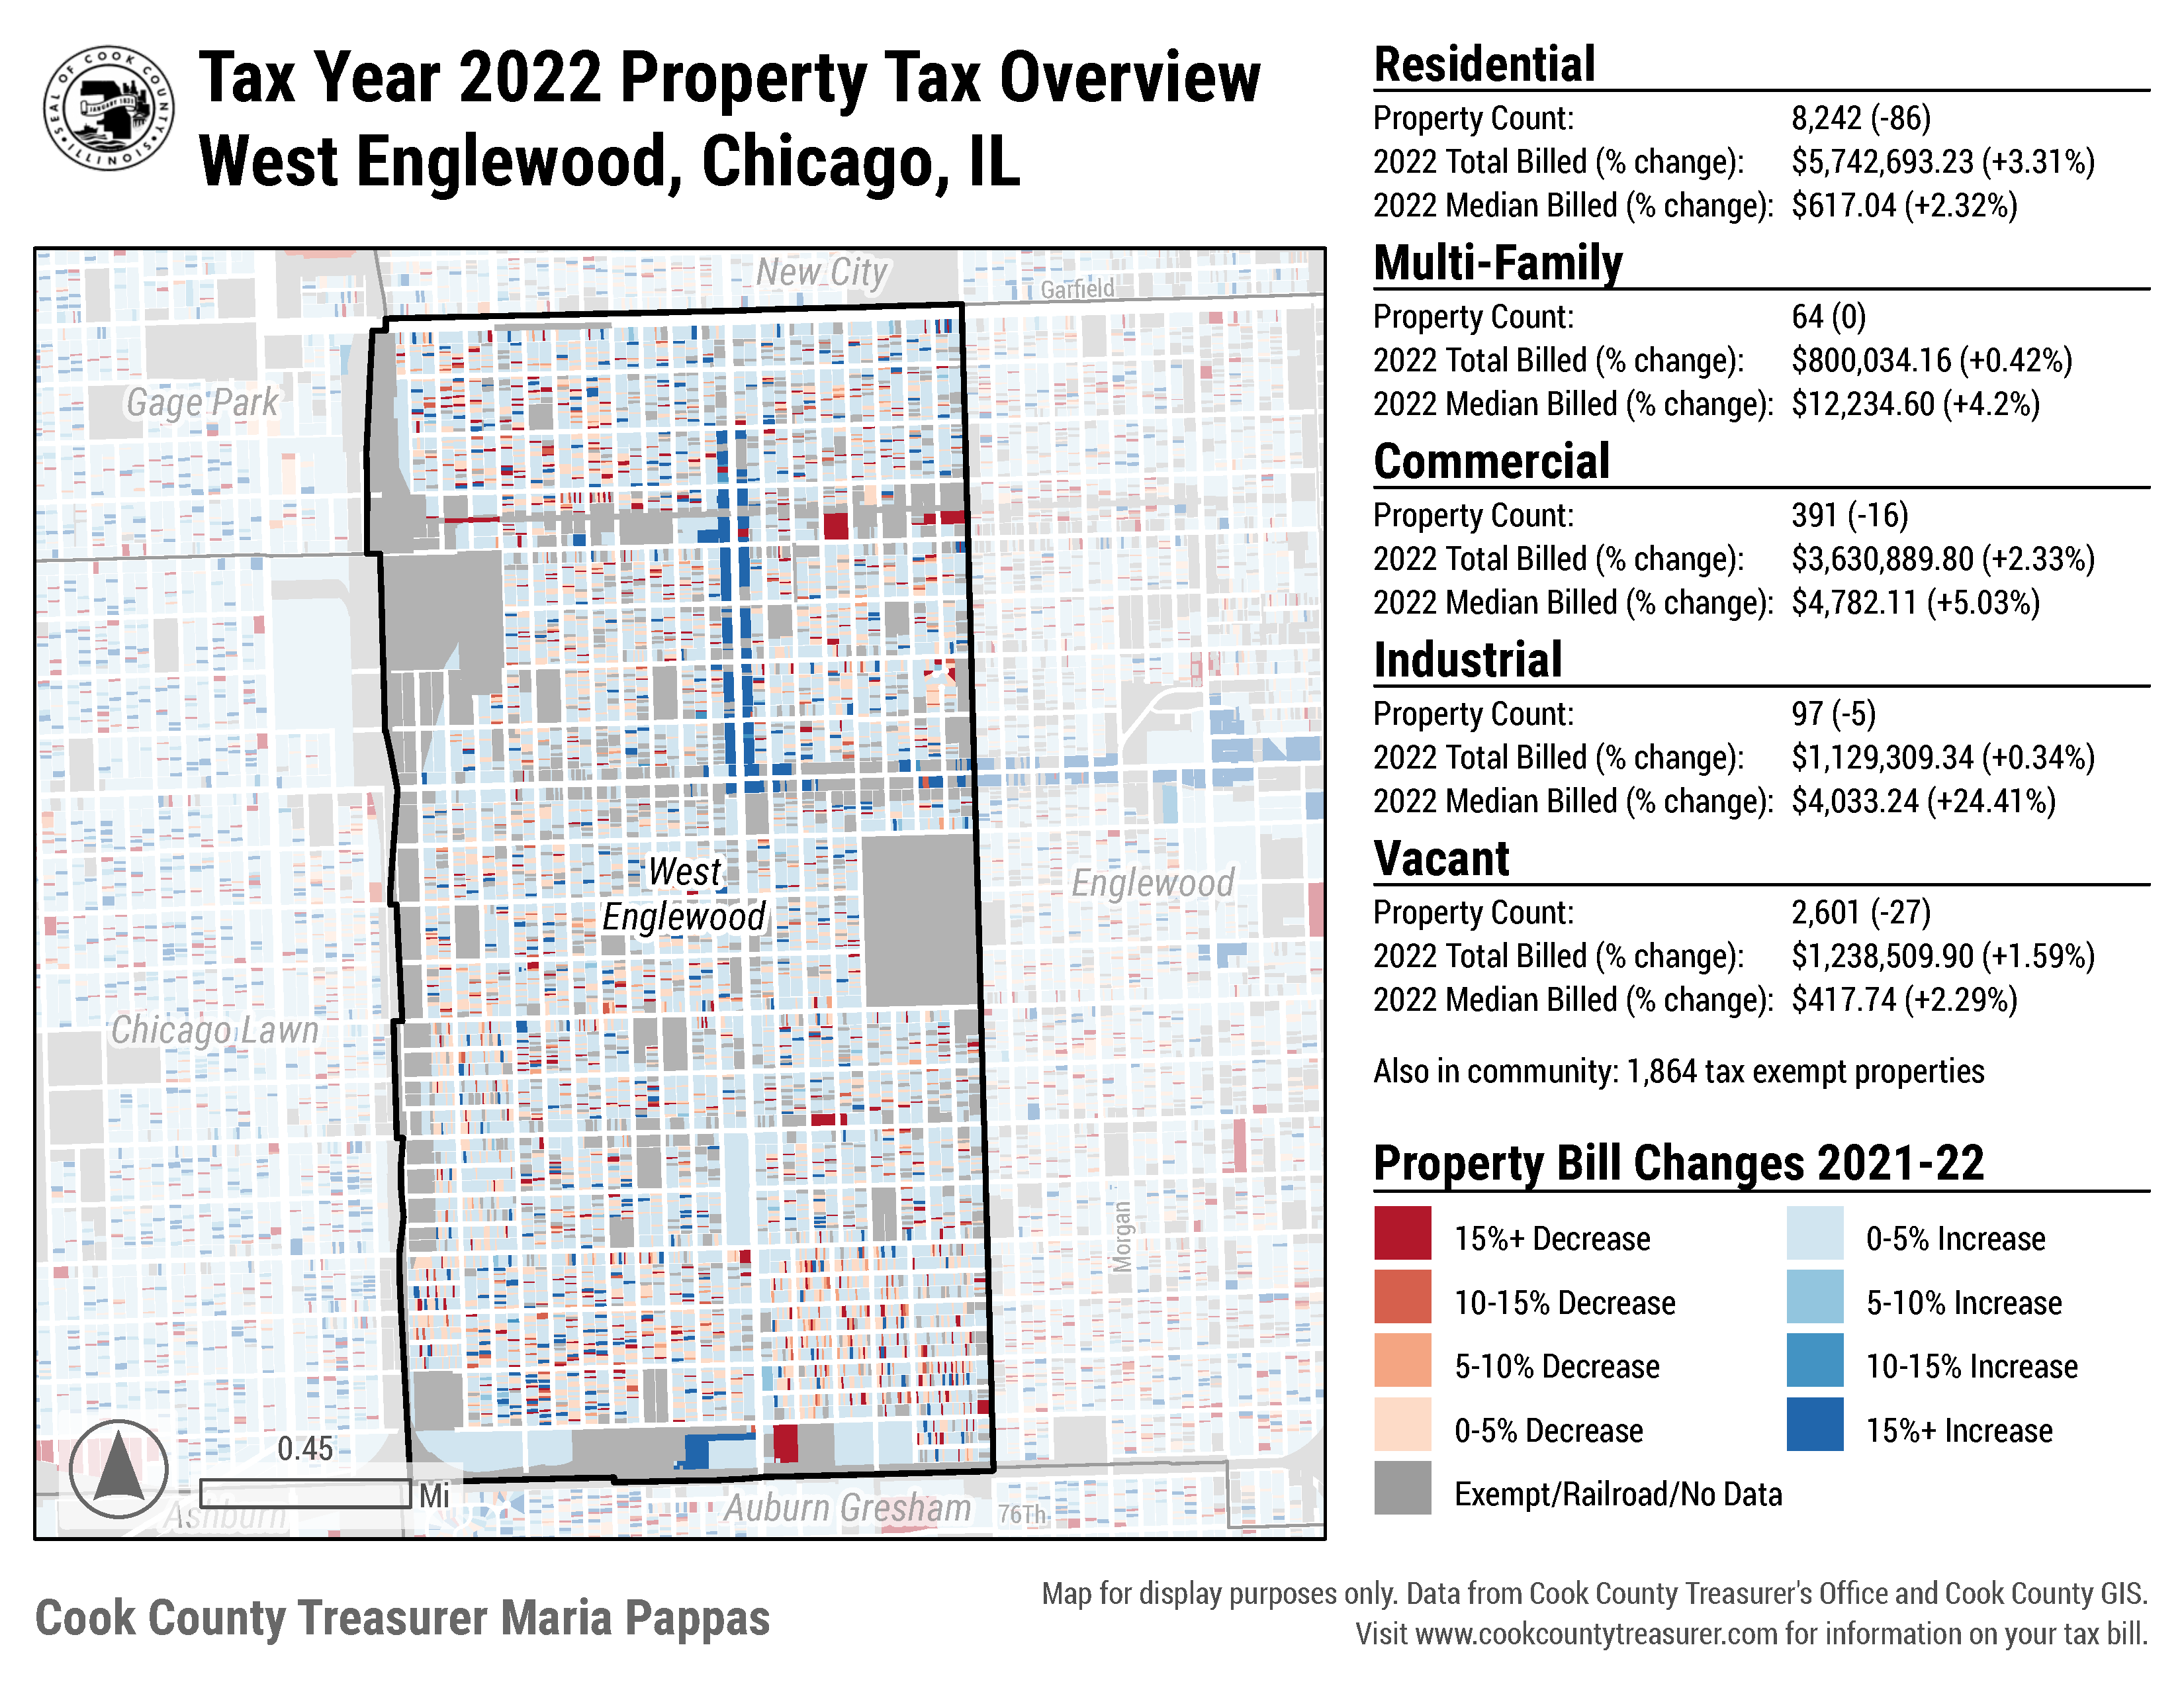 SEAL OF COOK COUNTY
ILLINOIS
JANUARY 1831
Tax Year 2022 Property Tax Overview
West Englewood, Chicago, IL
New City
Garfield
Gage Park
West
Englewood
Englewood
Chicago Lawn
Morgan
0.45
Mi
Ashburn
Auburn Gresham
76Th
Residential
Property Count: 8,242 (-86)
2022 Total Billed (% change): $5,742,693.23 (+3.31%)
2022 Median Billed (% change): $617.04 (+2.32%)
Multi-Family
Property Count: 64 (0)
2022 Total Billed (% change): $800,034.16 (+0.42%)
2022 Median Billed (% change): $12,234.60 (+4.2%)
Commercial
Property Count: 391 (-16)
2022 Total Billed (% change): $3,630,889.80 (+2.33%)
2022 Median Billed (% change): $4,782.11 (+5.03%)
Industrial
Property Count: 97 (-5)
2022 Total Billed (% change): $1,129,309.34 (+0.34%)
2022 Median Billed (% change): $4,033.24 (+24.41%)
Vacant
Property Count: 2,601 (-27)
2022 Total Billed (% change): $1,238,509.90 (+1.59%)
2022 Median Billed (% change): $417.74 (+2.29%)
Also in community: 1,864 tax exempt properties
Property Bill Changes 2021-22
15%+ Decrease
10-15% Decrease
5-10% Decrease
0-5% Decrease
Exempt/Railroad/No Data
0-5% Increase
5-10% Increase
10-15% Increase
15%+ Increase
Cook County Treasurer Maria Pappas
Map for display purposes only. Data from Cook County Treasurer's Office and Cook County GIS.
Visit www.cookcountytreasurer.com for information on your tax bill.